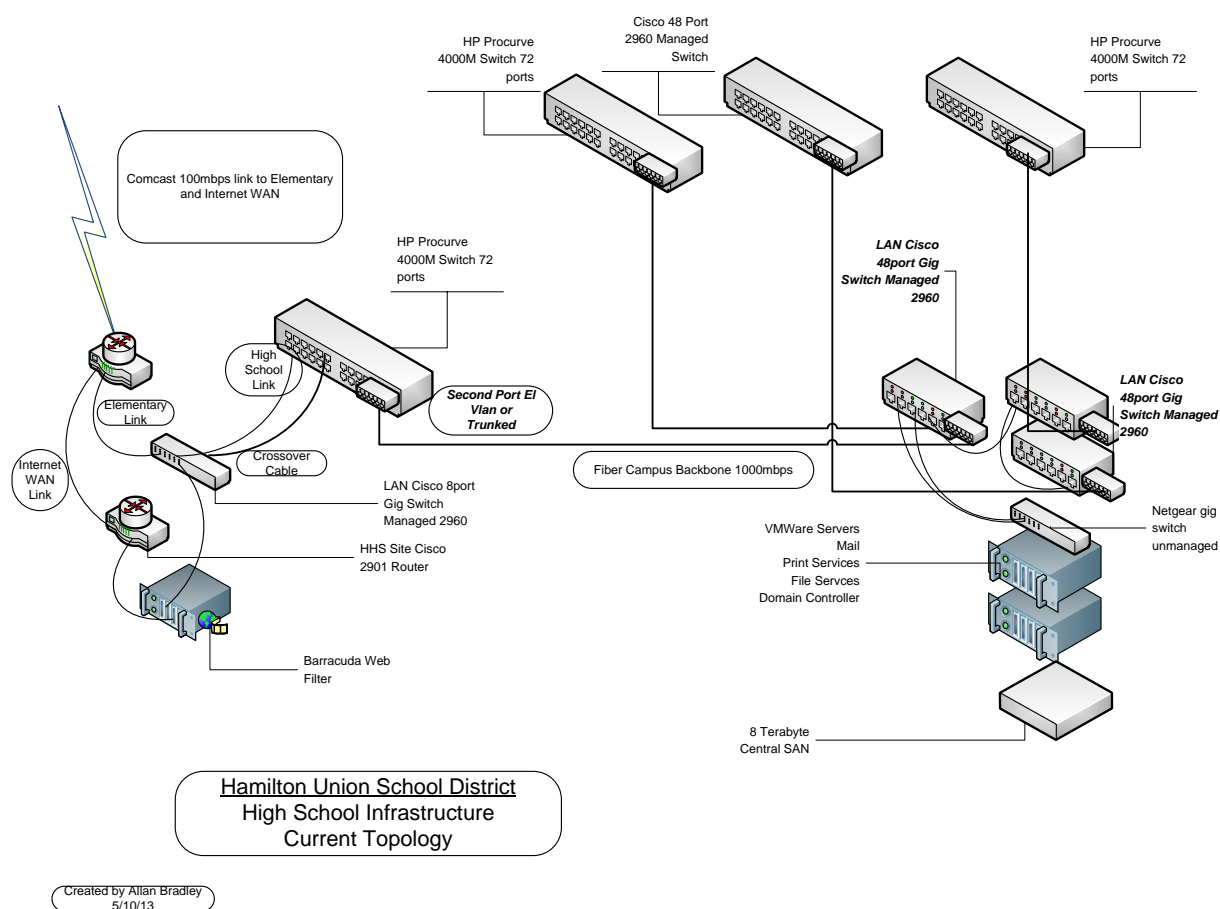 HP Procurve
4000M Switch 72
ports
Cisco 48 Port
2960 Managed
Switch
HP Procurve
4000M Switch 72
ports
Comcast 100mbps link to Elementary
and Internet WAN
HP Procurve
4000M Switch 72
ports
LAN Cisco
48port Gig
Switch Managed
2960
High
School
Link
Second Port El
Vlan or
Trunked
LAN Cisco
48port Gig
Switch Managed
2960
Elementary
Link
Crossover
Cable
Internet
WAN
Link
Fiber Campus Backbone 1000mbps
LAN Cisco 8port
Gig Switch
Managed 2960
HHS Site Cisco
2901 Router
VMWare Servers
Mail
Print Services
File Servces
Domain Controller
Netgear gig
switch
unmanaged
Barracuda Web
Filter
8 Terabyte
Central SAN
Hamilton Union School District
High School Infrastructure
Current Topology
Created by Allan Bradley
5/10/13